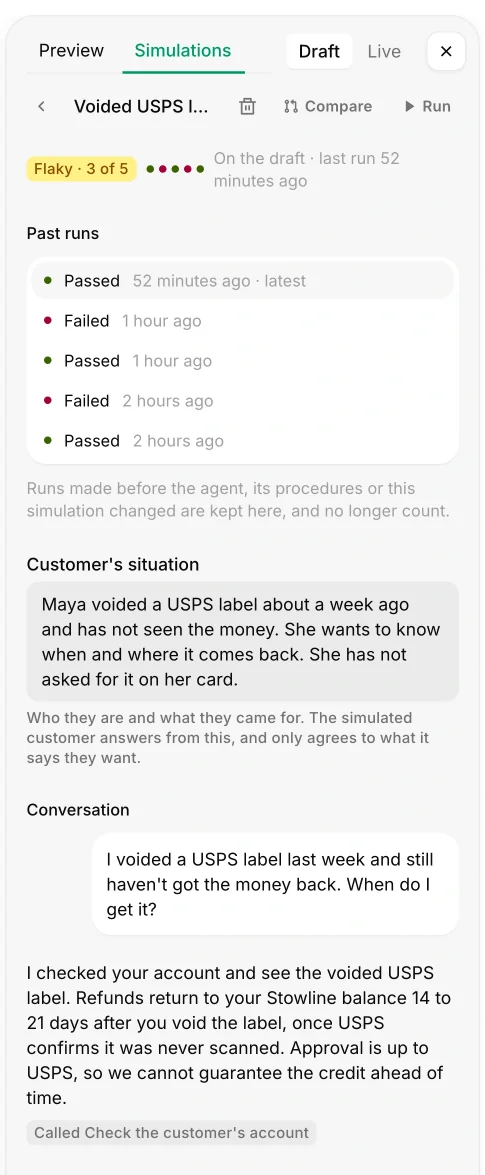 Preview Simulations Draft Live
Voided USPS l... Compare Run
Flaky · 3 of 5 On the draft · last run 52
minutes ago
Past runs
Passed 52 minutes ago · latest
Failed 1 hour ago
Passed 1 hour ago
Failed 2 hours ago
Passed 2 hours ago
Runs made before the agent, its procedures or this
simulation changed are kept here, and no longer count.
Customer's situation
Maya voided a USPS label about a week ago
and has not seen the money. She wants to know
when and where it comes back. She has not
asked for it on her card.
Who they are and what they came for. The simulated
customer answers from this, and only agrees to what it
says they want.
Conversation
I voided a USPS label last week and still
haven't got the money back. When do I
get it?
I checked your account and see the voided USPS
label. Refunds return to your Stowline balance 14 to
21 days after you void the label, once USPS
confirms it was never scanned. Approval is up to
USPS, so we cannot guarantee the credit ahead of
time.
Called Check the customer's account